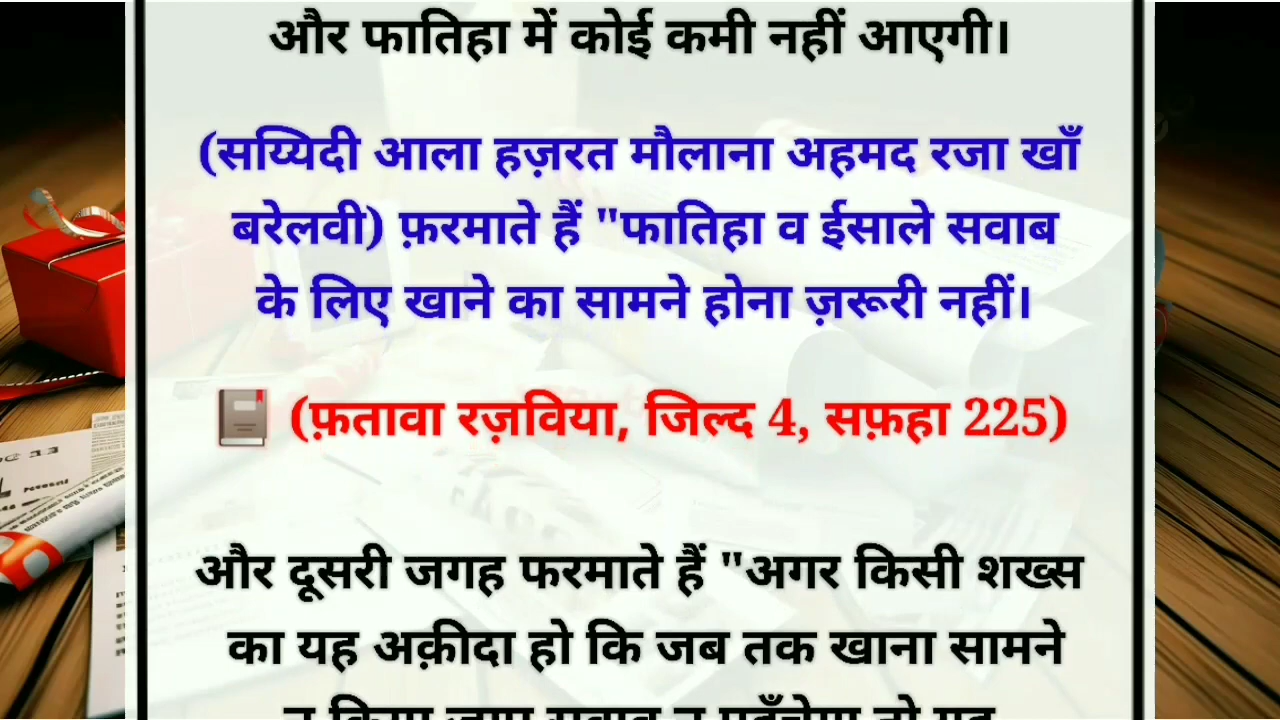 और फातिहा में कोई कमी नहीं आएगी।
(सय्यिदी आला हज़रत मौलाना अहमद रजा खाँ
बरेलवी) फ़रमाते हैं "फातिहा व ईसाले सवाब
के लिए खाने का सामने होना ज़रूरी नहीं।
(फ़तावा रज़विया, जिल्द 4, सफ़हा 225)
और दूसरी जगह फरमाते हैं "अगर किसी शख्स
का यह अक़ीदा हो कि जब तक खाना सामने